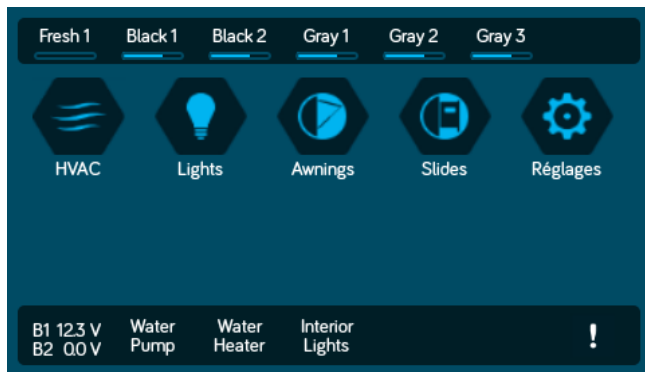 Fresh 1 Black 1 Black 2 Gray 1 Gray 2 Gray 3
HVAC Lights Awnings Slides Réglages
B1 12.3 V Water Water Interior
B2 0.0 V Pump Heater Lights !